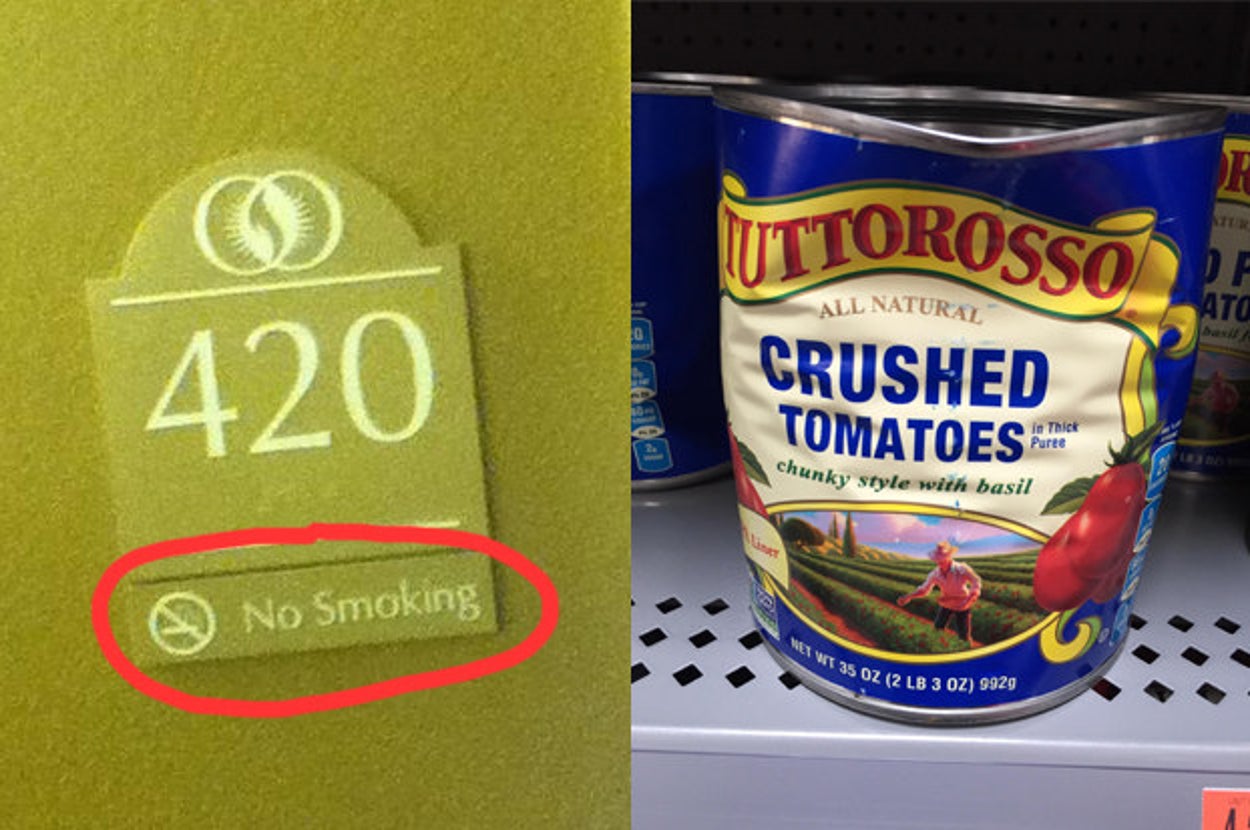 420
No Smoking
TUTTOROSSO
ALL NATURAL
CRUSHED
TOMATOES
in Thick
Puree
chunky style with basil
Liner
NET WT 35 OZ (2 LB 3 OZ) 992g